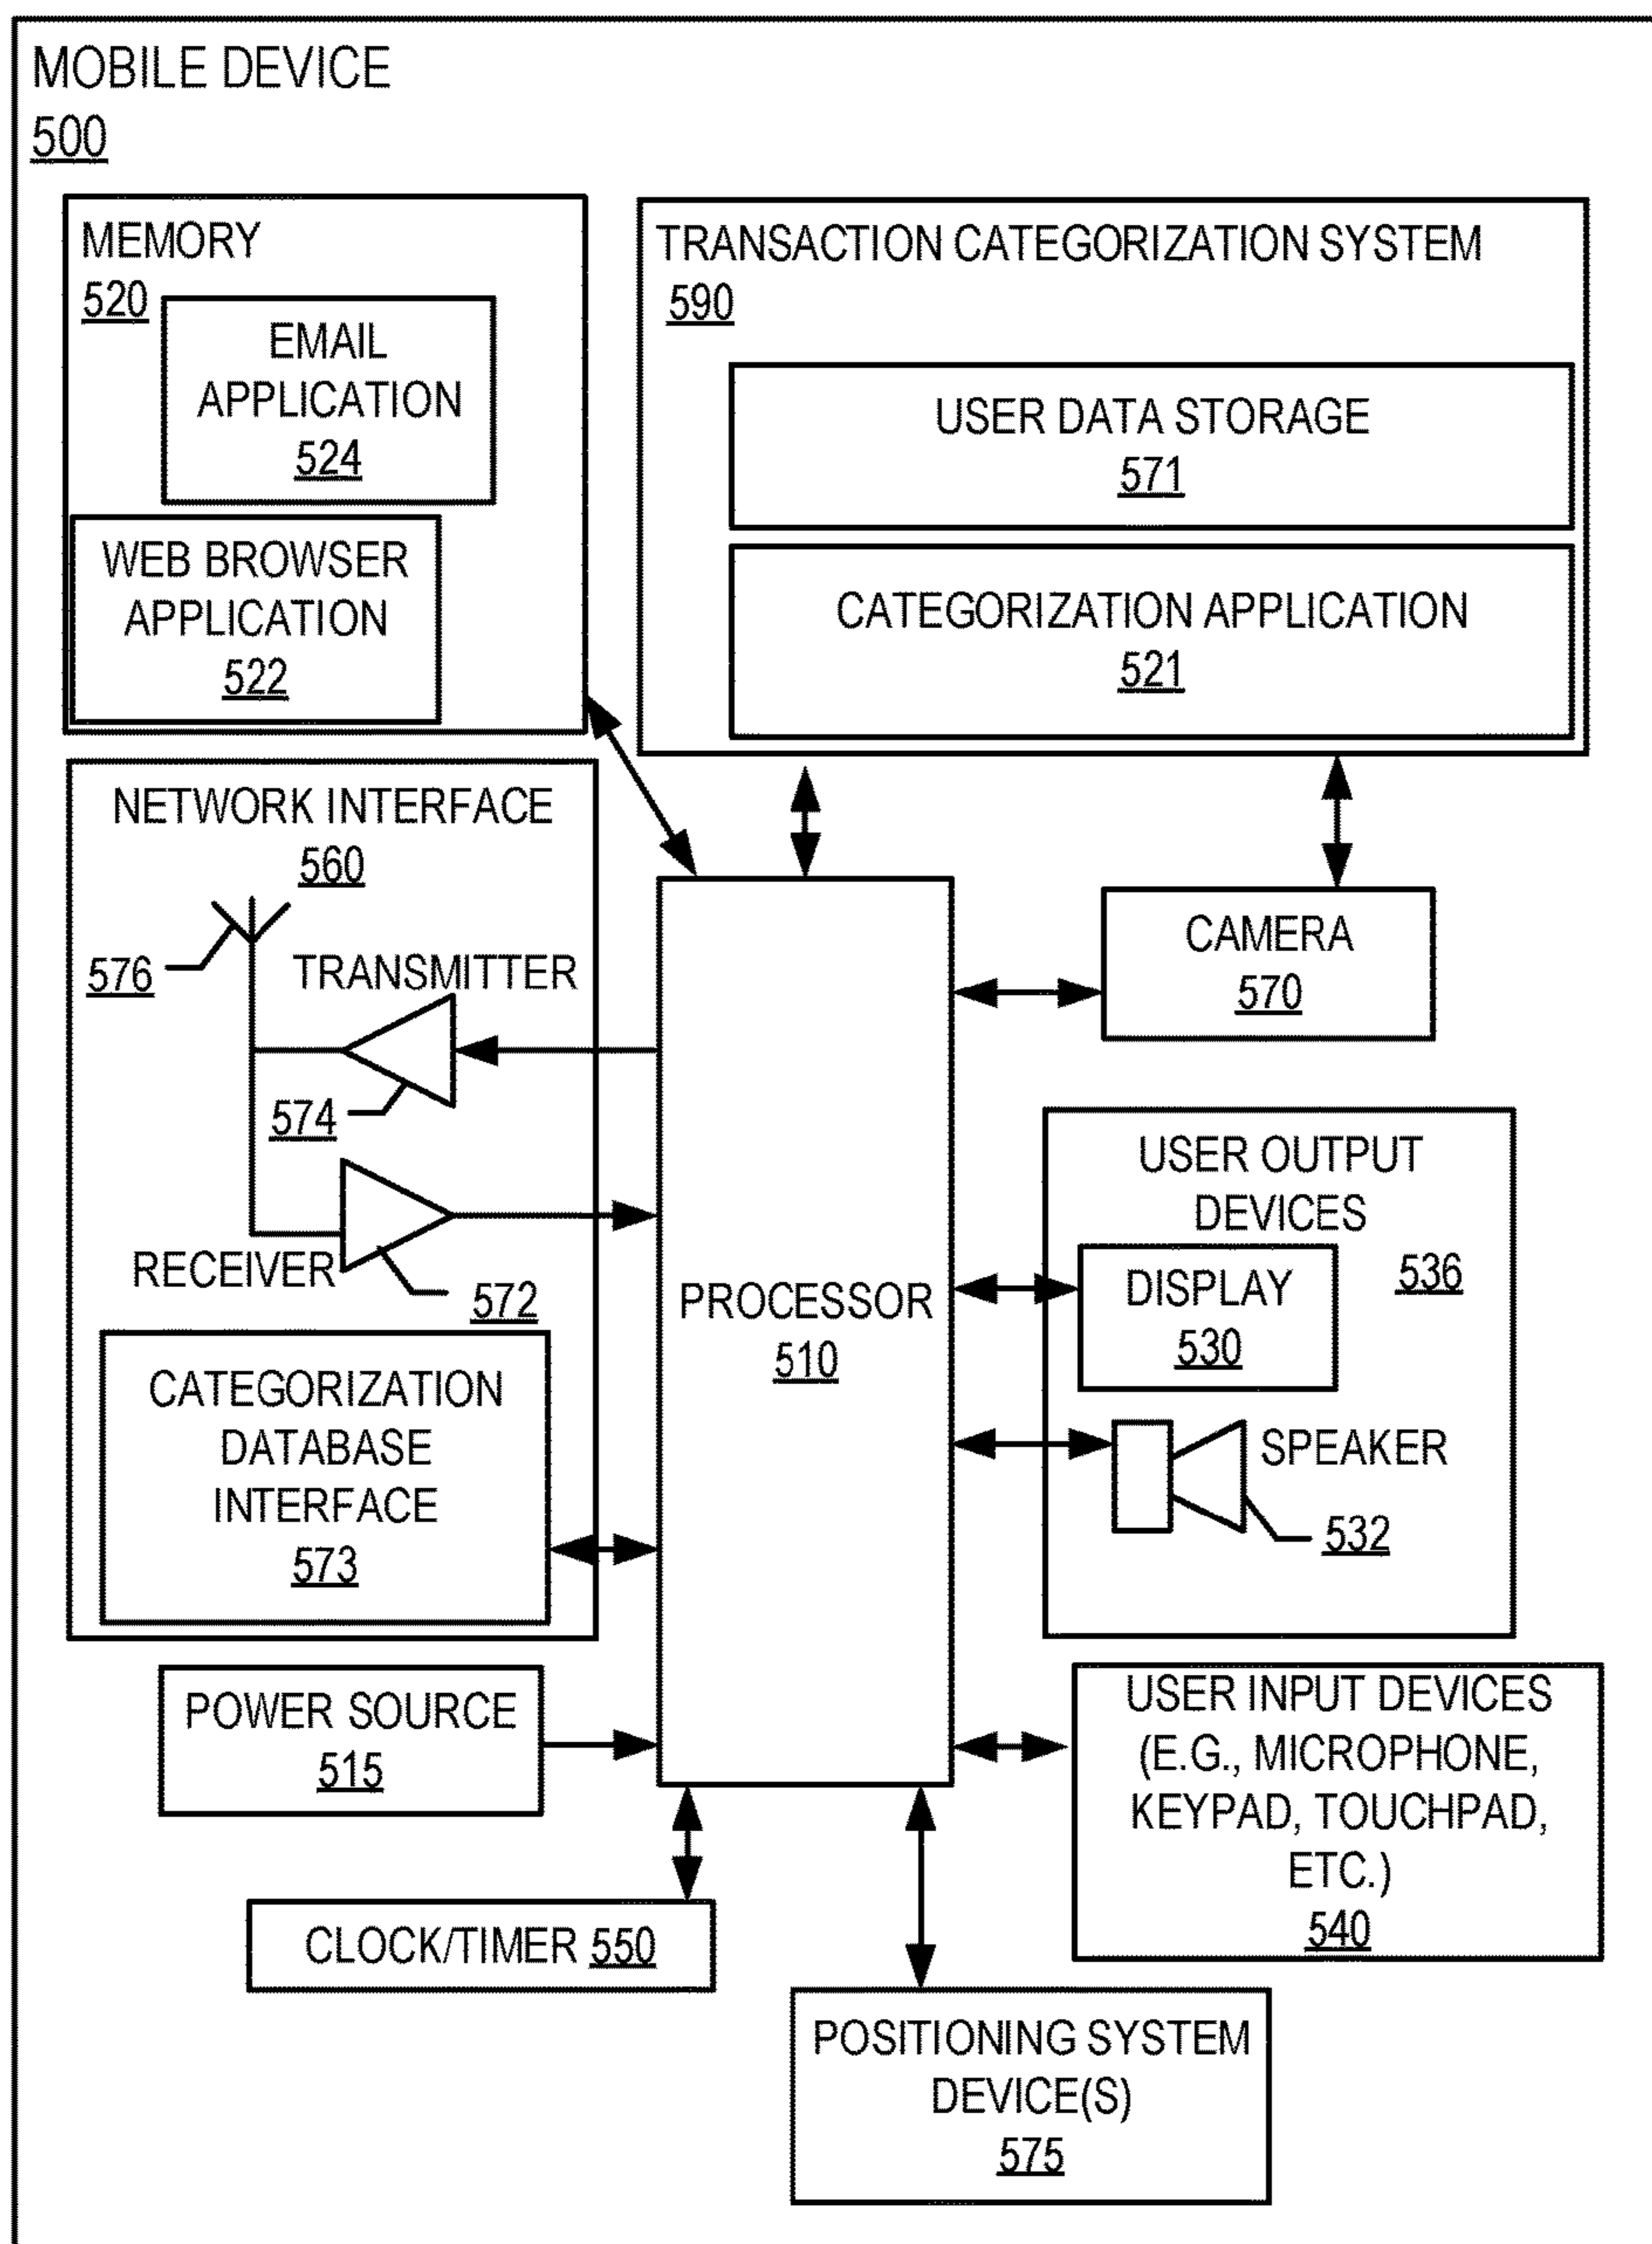 MOBILE DEVICE
500
MEMORY
520
EMAIL
APPLICATION
524
WEB BROWSER
APPLICATION
522
TRANSACTION CATEGORIZATION SYSTEM
590
USER DATA STORAGE
571
CATEGORIZATION APPLICATION
521
NETWORK INTERFACE
560
576
TRANSMITTER
574
RECEIVER
572
CATEGORIZATION
DATABASE
INTERFACE
573
PROCESSOR
510
CAMERA
570
USER OUTPUT
DEVICES
536
DISPLAY
530
SPEAKER
532
POWER SOURCE
515
USER INPUT DEVICES
(E.G., MICROPHONE,
KEYPAD, TOUCHPAD,
ETC.)
540
CLOCK/TIMER 550
POSITIONING SYSTEM
DEVICE(S)
575